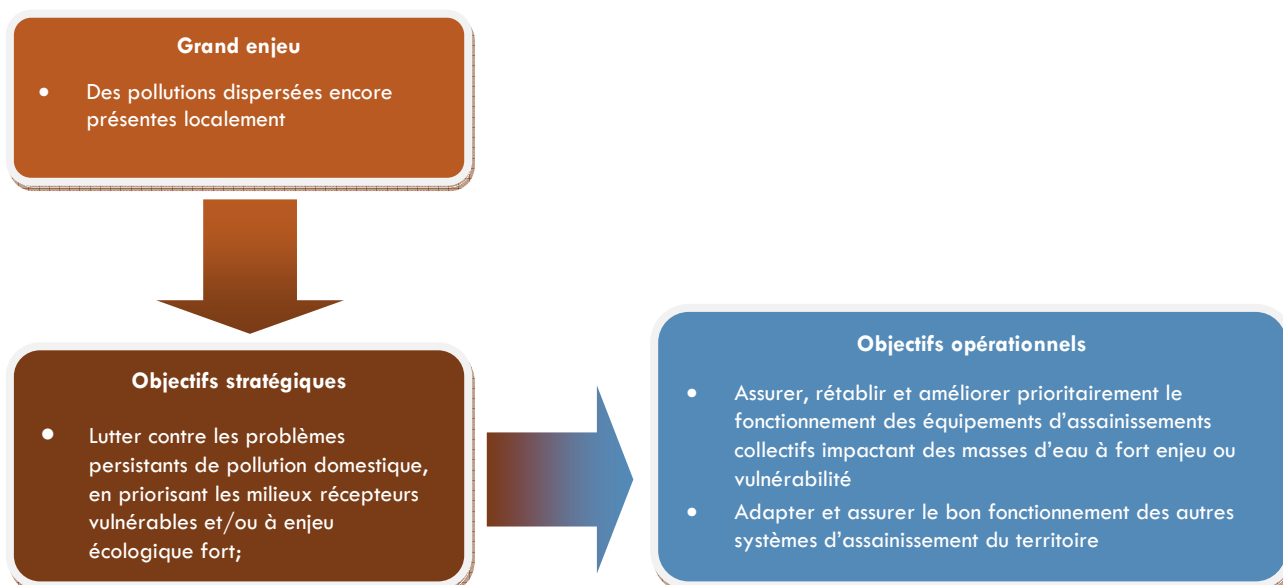 Grand enjeu
• Des pollutions dispersées encore
présentes localement
Objectifs stratégiques
• Lutter contre les problèmes
persistants de pollution domestique,
en priorisant les milieux récepteurs
vulnérables et/ou à enjeu
écologique fort;
Objectifs opérationnels
• Assurer, rétablir et améliorer prioritairement le
fonctionnement des équipements d'assainissements
collectifs impactant des masses d'eau à fort enjeu ou
vulnérabilité
• Adapter et assurer le bon fonctionnement des autres
systèmes d'assainissement du territoire